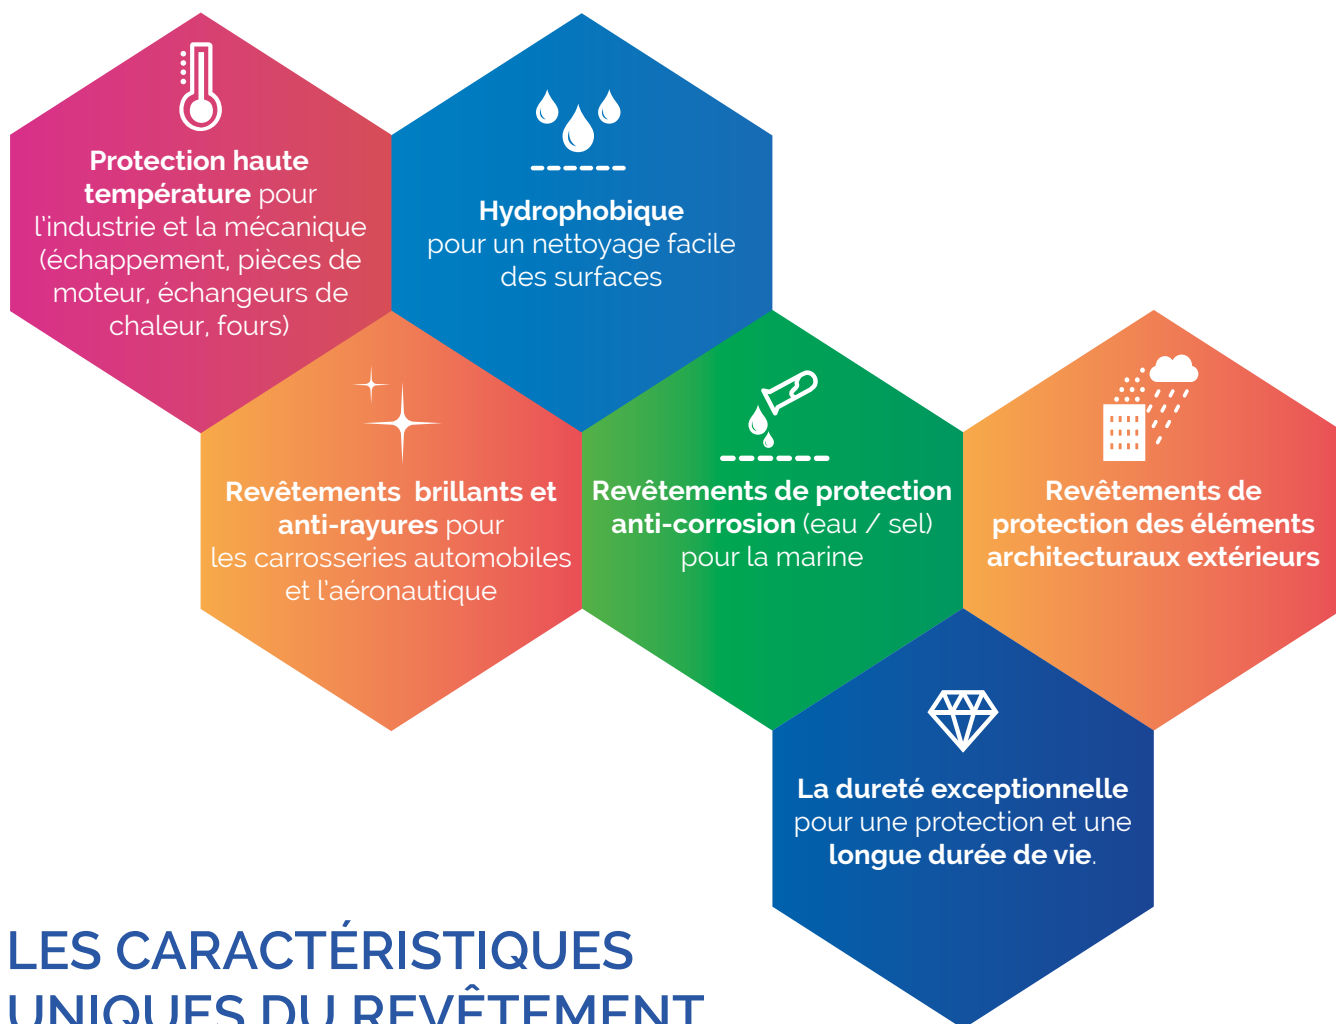 Protection haute
température pour
l'industrie et la mécanique
(échappement, pièces de
moteur, échangeurs de
chaleur, fours)
Hydrophobique
pour un nettoyage facile
des surfaces
Revêtements brillants et
anti-rayures pour
les carrosseries automobiles
et l'aéronautique
Revêtements de protection
anti-corrosion (eau / sel)
pour la marine
Revêtements de
protection des éléments
architecturaux extérieurs
La dureté exceptionnelle
pour une protection et une
longue durée de vie.
LES CARACTÉRISTIQUES
UNIQUES DU REVÊTEMENT